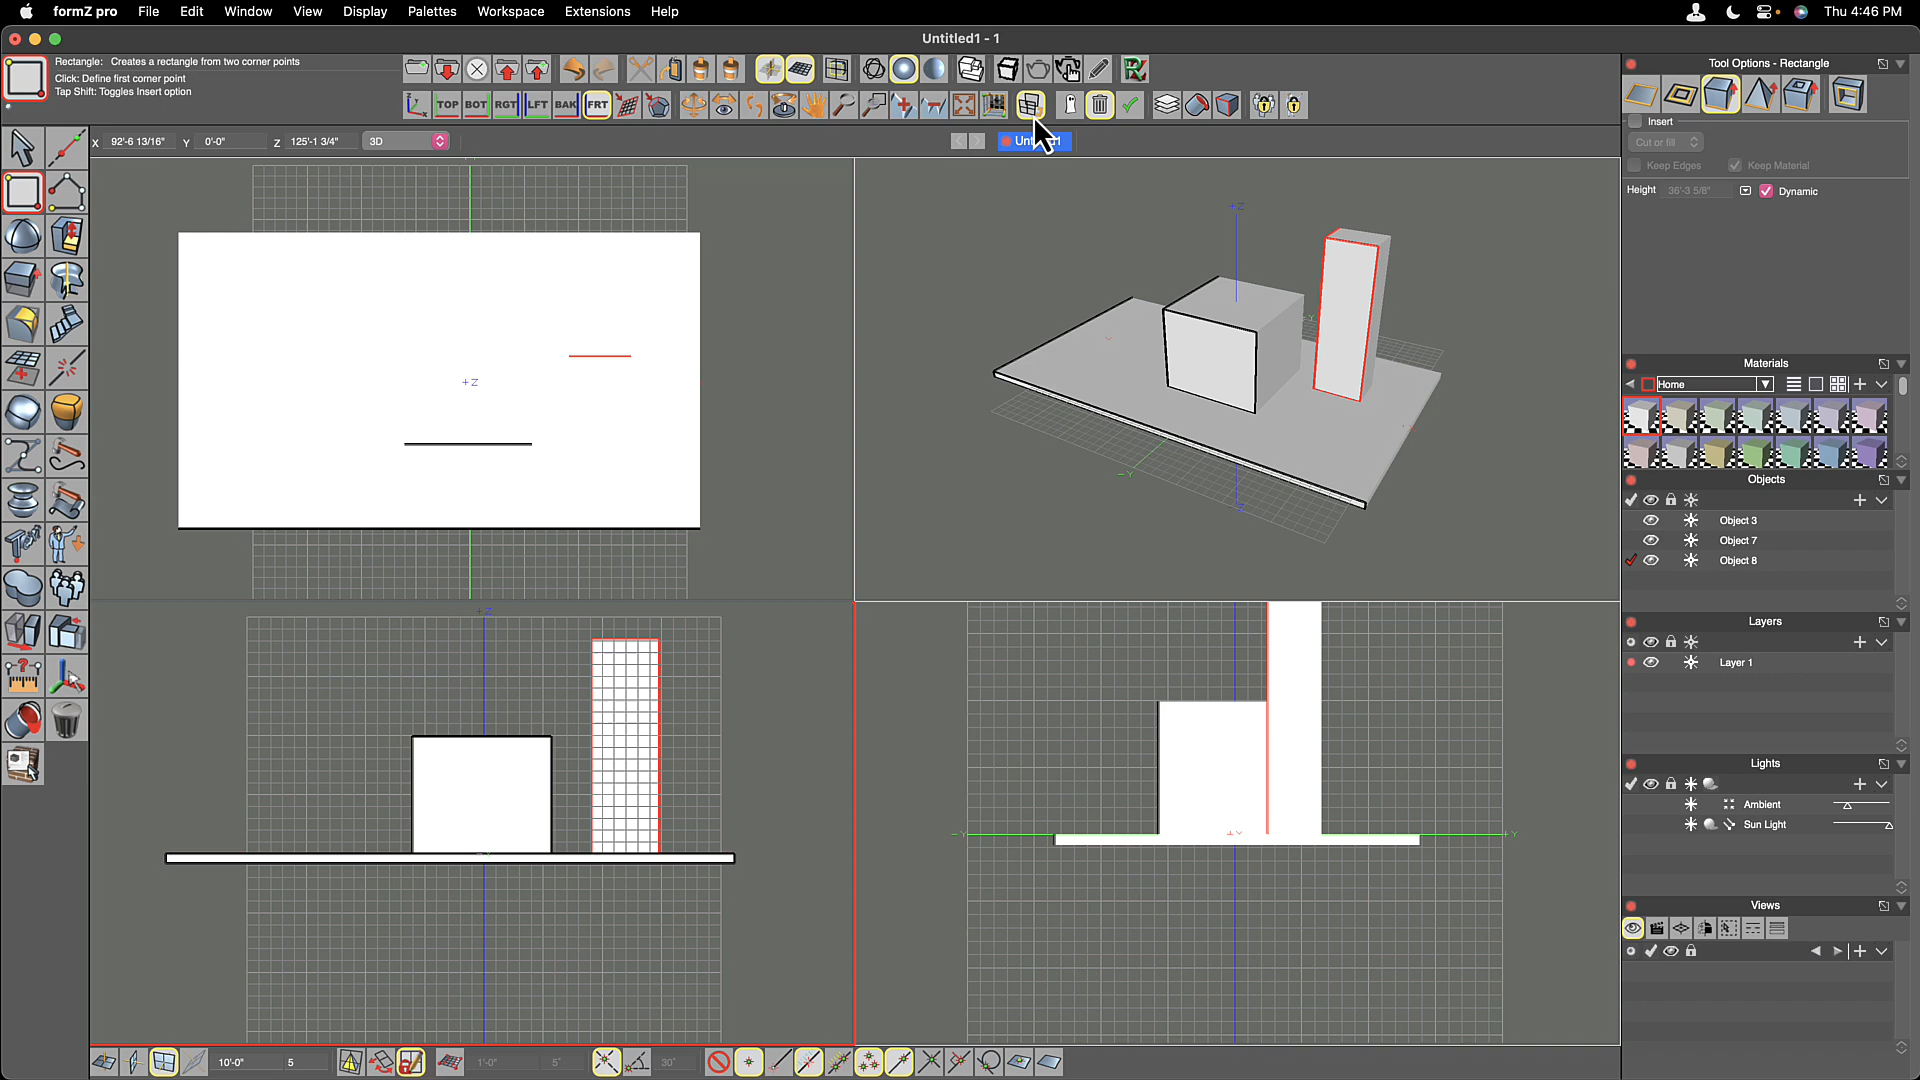 formZ pro File Edit Window View Display Palettes Workspace Extensions Help Thu 4:46 PM
Untitled1 - 1
Rectangle: Creates a rectangle from two corner points
Click: Define first corner point
Tap Shift: Toggles Insert option
TOP BOT RGT LFT BAK FRT
X 92'-6 13/16" Y 0'-0" Z 125'-1 3/4" 3D
Tool Options - Rectangle
Insert
Cut or fill
Keep Edges Keep Material
Height 36'-3 5/8" Dynamic
+Z
+Z
-Y
-Y
Z
Materials
Home
Objects
Object 3
Object 7
Object 8
Layers
Layer 1
Lights
Ambient
Sun Light
Views
+Z
-Y
+Y
+Y
10'-0" 5 1'-0" 5" 30°